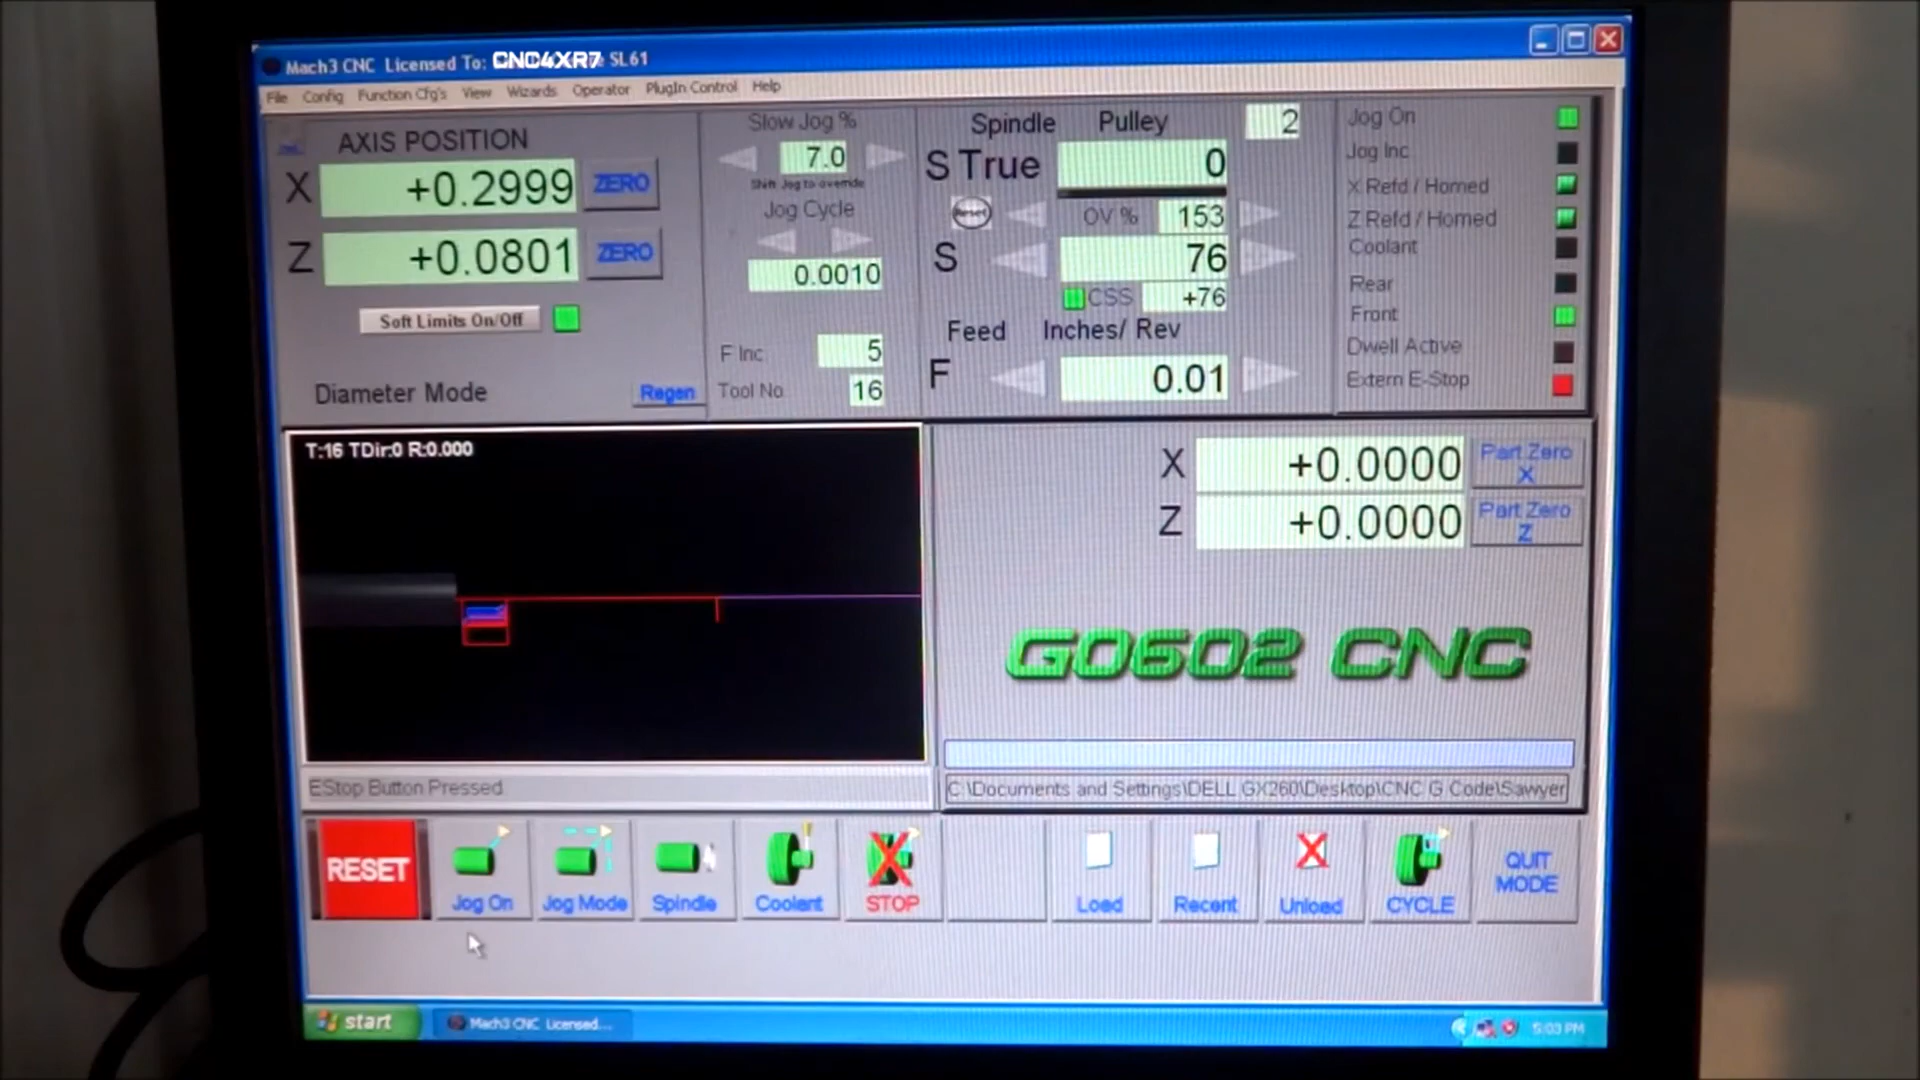 Mach3 CNC Licensed To: CNC4XR7 SL61
File Config Function Cfg's View Wizards Operator PlugIn Control Help
AXIS POSITION
X +0.2999 ZERO
Z +0.0801 ZERO
Soft Limits On/Off
Diameter Mode Regen
Slow Jog %
7.0
Shift Jog to override
Jog Cycle
0.0010
F Inc 5
Tool No 16
Spindle Pulley 2
S True 0
Reset OV % 153
S 76
CSS +76
Feed Inches/ Rev
F 0.01
Jog On
Jog Inc
X Refd / Homed
Z Refd / Homed
Coolant
Rear
Front
Dwell Active
Extern E-Stop
T:16 TDir:0 R:0.000
X +0.0000 Part Zero X
Z +0.0000 Part Zero Z
G0602 CNC
EStop Button Pressed
C:\Documents and Settings\DELL GX260\Desktop\CNC G Code\Sawyer
RESET Jog On Jog Mode Spindle Coolant STOP Load Recent Unload CYCLE QUIT MODE
start Mach3 CNC Licensed... 5:03 PM